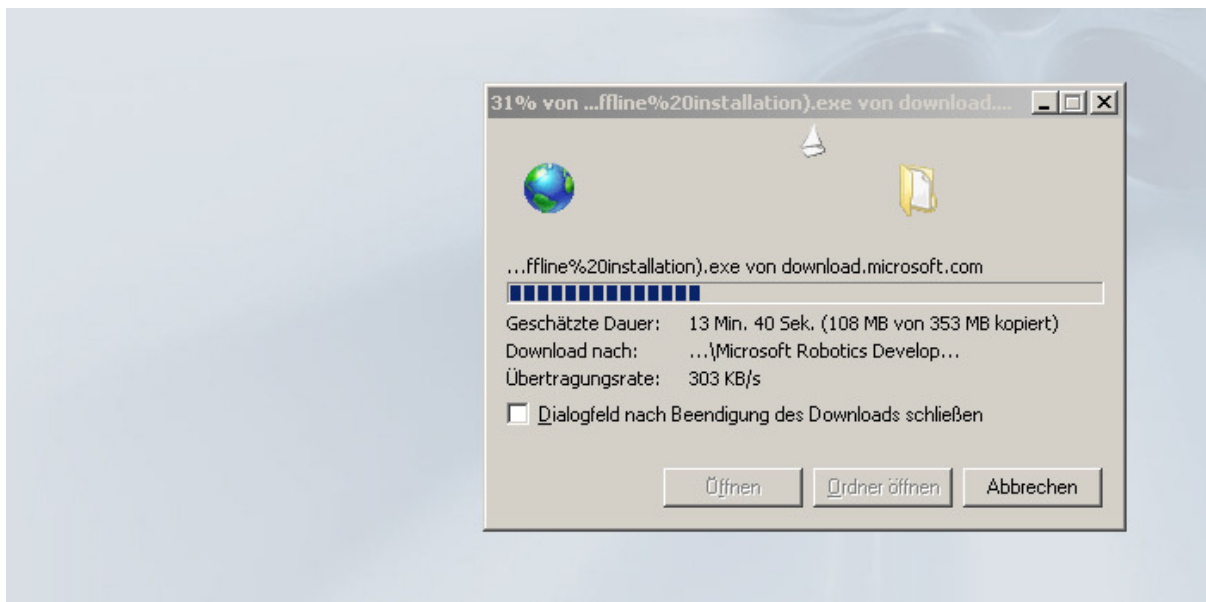 31% von ...ffline%20installation).exe von download....
...ffline%20installation).exe von download.microsoft.com
Geschätzte Dauer: 13 Min. 40 Sek. (108 MB von 353 MB kopiert)
Download nach: ...\Microsoft Robotics Develop...
Übertragungsrate: 303 KB/s
Dialogfeld nach Beendigung des Downloads schließen
Öffnen Ordner öffnen Abbrechen